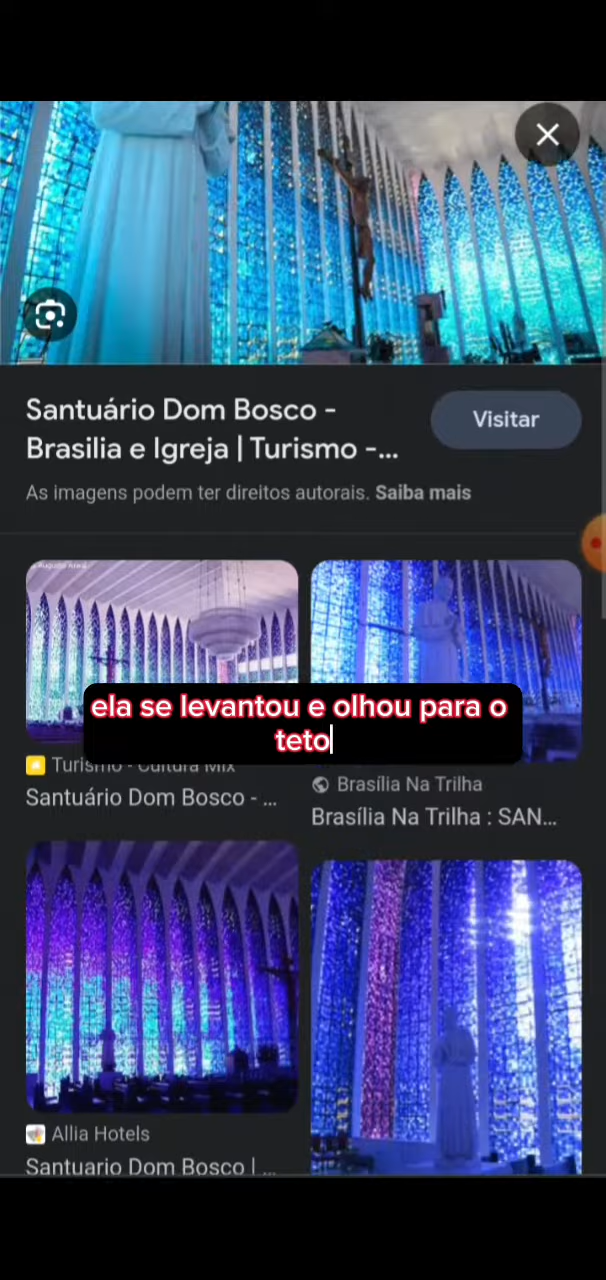 Santuário Dom Bosco -
Brasilia e Igreja | Turismo -...
Visitar
As imagens podem ter direitos autorais. Saiba mais
ela se levantou e olhou para o
teto
Turismo - Cultura Mix
Santuário Dom Bosco - ...
Brasília Na Trilha
Brasília Na Trilha : SAN...
Allia Hotels
Santuario Dom Bosco | ...